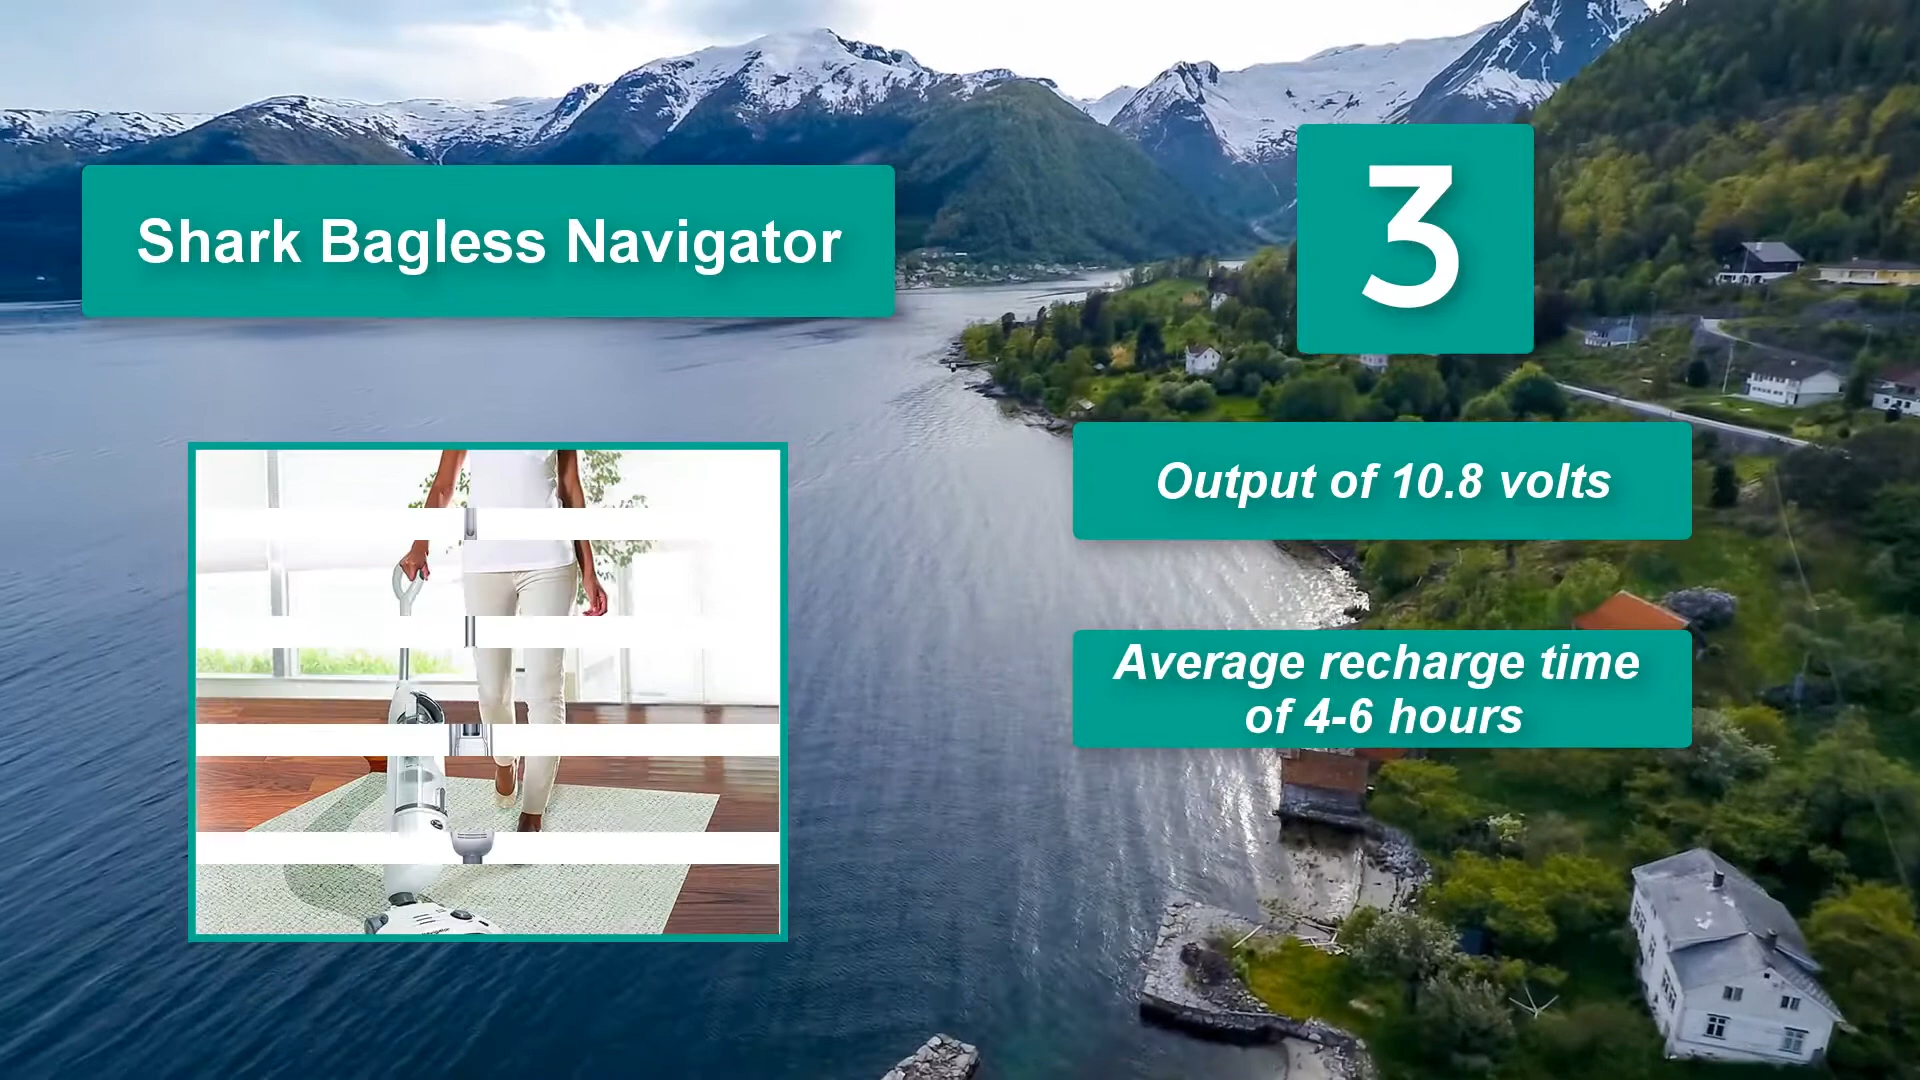 Shark Bagless Navigator
3
Output of 10.8 volts
Average recharge time
of 4-6 hours